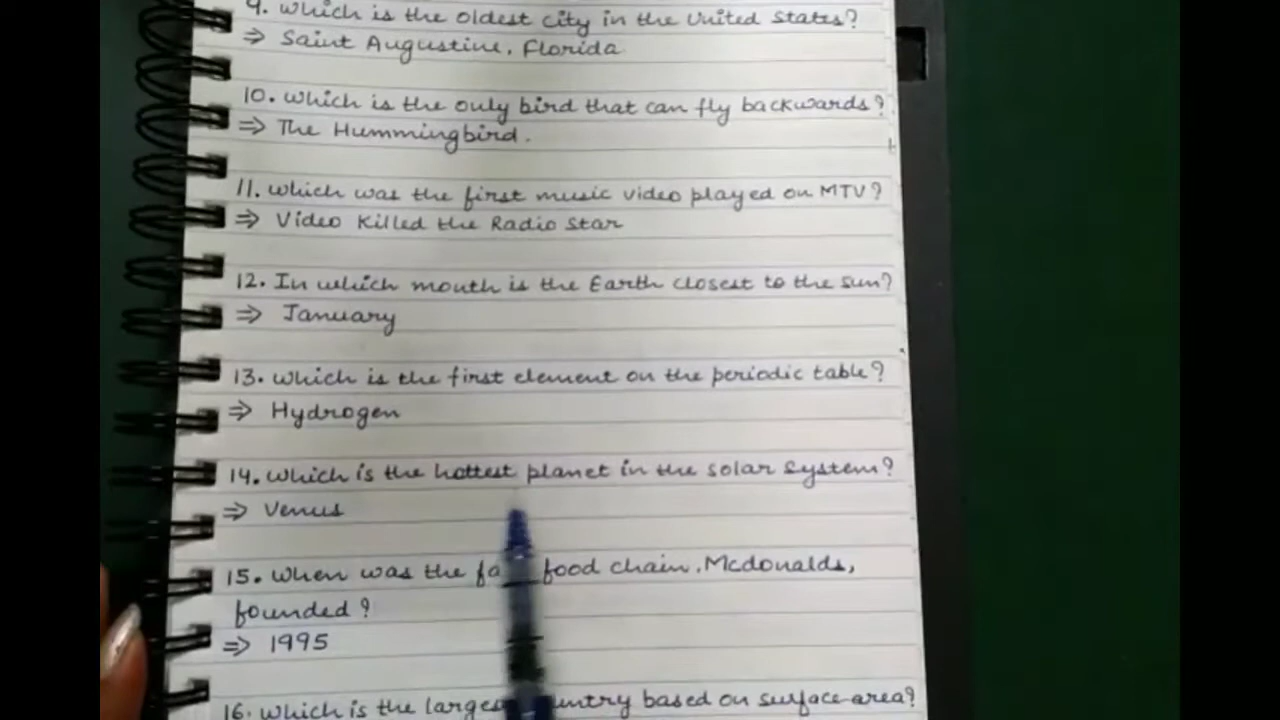 9. Which is the oldest city in the United States?
⇒ Saint Augustine, Florida
10. Which is the only bird that can fly backwards?
⇒ The Hummingbird.
11. Which was the first music video played on MTV?
⇒ Video Killed the Radio Star
12. In which month is the Earth closest to the sun?
⇒ January
13. Which is the first element on the periodic table?
⇒ Hydrogen
14. Which is the hottest planet in the solar system?
⇒ Venus
15. When was the food chain, Mcdonalds,
founded?
⇒ 1995
16. Which is the based on surface area?